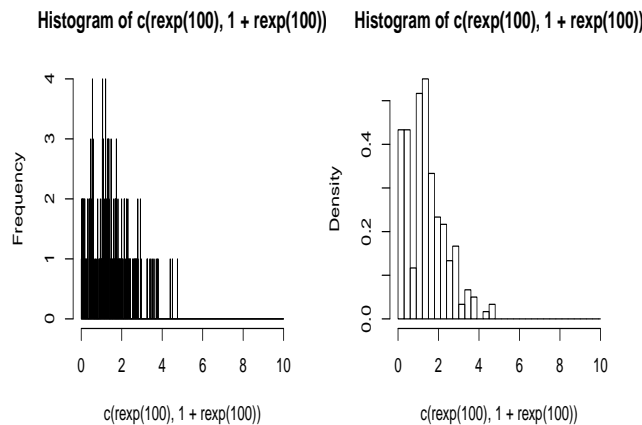 Histogram of c(rexp(100), 1 + rexp(100))
Frequency
4
3
2
1
0
0 2 4 6 8 10
c(rexp(100), 1 + rexp(100))
Histogram of c(rexp(100), 1 + rexp(100))
Density
0.4
0.2
0.0
0 2 4 6 8 10
c(rexp(100), 1 + rexp(100))